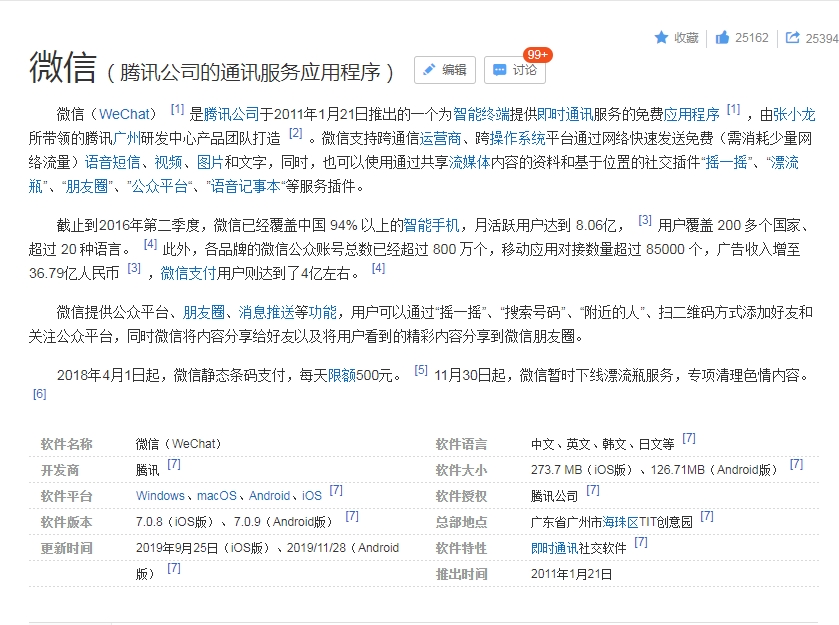 收藏 25162 25394
微信（腾讯公司的通讯服务应用程序） 编辑 讨论 99+
微信（WeChat） [1] 是腾讯公司于2011年1月21日推出的一个为智能终端提供即时通讯服务的免费应用程序 [1] ，由张小龙
所带领的腾讯广州研发中心产品团队打造 [2] 。微信支持跨通信运营商、跨操作系统平台通过网络快速发送免费（需消耗少量网
络流量）语音短信、视频、图片和文字，同时，也可以使用通过共享流媒体内容的资料和基于位置的社交插件“摇一摇”、“漂流
瓶”、“朋友圈”、”公众平台“、”语音记事本“等服务插件。
截止到2016年第二季度，微信已经覆盖中国 94% 以上的智能手机，月活跃用户达到 8.06亿， [3] 用户覆盖 200 多个国家、
超过 20 种语言。 [4] 此外，各品牌的微信公众账号总数已经超过 800 万个，移动应用对接数量超过 85000 个，广告收入增至
36.79亿人民币 [3] ，微信支付用户则达到了4亿左右。 [4]
微信提供公众平台、朋友圈、消息推送等功能，用户可以通过“摇一摇”、“搜索号码”、“附近的人”、扫二维码方式添加好友和
关注公众平台，同时微信将内容分享给好友以及将用户看到的精彩内容分享到微信朋友圈。
2018年4月1日起，微信静态条码支付，每天限额500元。 [5] 11月30日起，微信暂时下线漂流瓶服务，专项清理色情内容。
[6]
软件名称 微信（WeChat） 软件语言 中文、英文、韩文、日文等 [7]
开发商 腾讯 [7] 软件大小 273.7 MB（iOS版）、126.71MB（Android版） [7]
软件平台 Windows、macOS、Android、iOS [7] 软件授权 腾讯公司 [7]
软件版本 7.0.8（iOS版）、7.0.9（Android版） [7] 总部地点 广东省广州市海珠区TIT创意园 [7]
更新时间 2019年9月25日（iOS版）、2019/11/28（Android 软件特性 即时通讯社交软件 [7]
版） [7] 推出时间 2011年1月21日